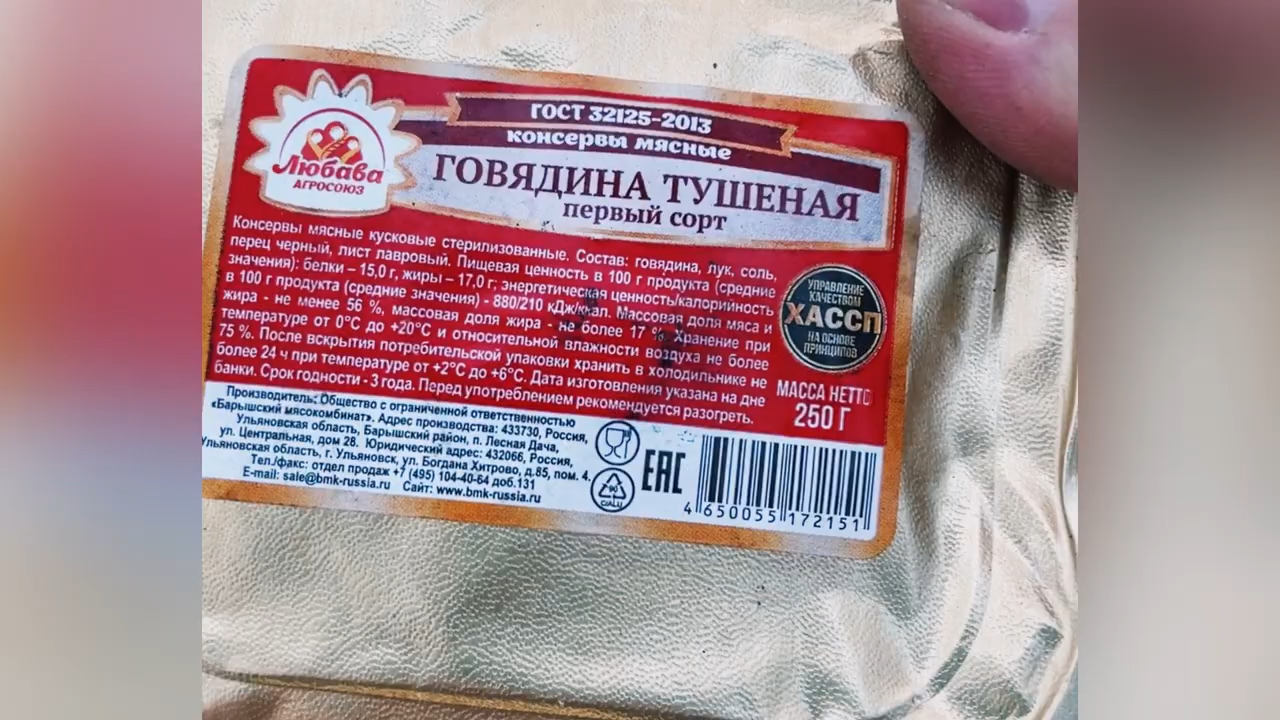 Любава
АГРОСОЮЗ
ГОСТ 32125-2013
консервы мясные
ГОВЯДИНА ТУШЕНАЯ
первый сорт
Консервы мясные кусковые стерилизованные. Состав: говядина, лук, соль,
перец черный, лист лавровый. Пищевая ценность в 100 г продукта (средние
значения): белки – 15,0 г, жиры – 17,0 г; энергетическая ценность/калорийность
в 100 г продукта (средние значения) - 880/210 кДж/ккал. Массовая доля мяса и
жира - не менее 56 %, массовая доля жира - не более 17 %. Хранение при
температуре от 0°С до +20°С и относительной влажности воздуха не более
75 %. После вскрытия потребительской упаковки хранить в холодильнике не
более 24 ч при температуре от +2°С до +6°С. Дата изготовления указана на дне
банки. Срок годности - 3 года. Перед употреблением рекомендуется разогреть.
УПРАВЛЕНИЕ
КАЧЕСТВОМ
ХАССП
НА ОСНОВЕ
ПРИНЦИПОВ
МАССА НЕТТО
250 Г
Производитель: Общество с ограниченной ответственностью
«Барышский мясокомбинат». Адрес производства: 433730, Россия,
Ульяновская область, Барышский район, п. Лесная Дача,
ул. Центральная, дом 28. Юридический адрес: 432066, Россия,
Ульяновская область, г. Ульяновск, ул. Богдана Хитрово, д.85, пом. 4.
Тел./факс: отдел продаж +7 (495) 104-40-64 доб.131
E-mail: sale@bmk-russia.ru Сайт: www.bmk-russia.ru
90
C/ALU
EAC
4 650055 172151